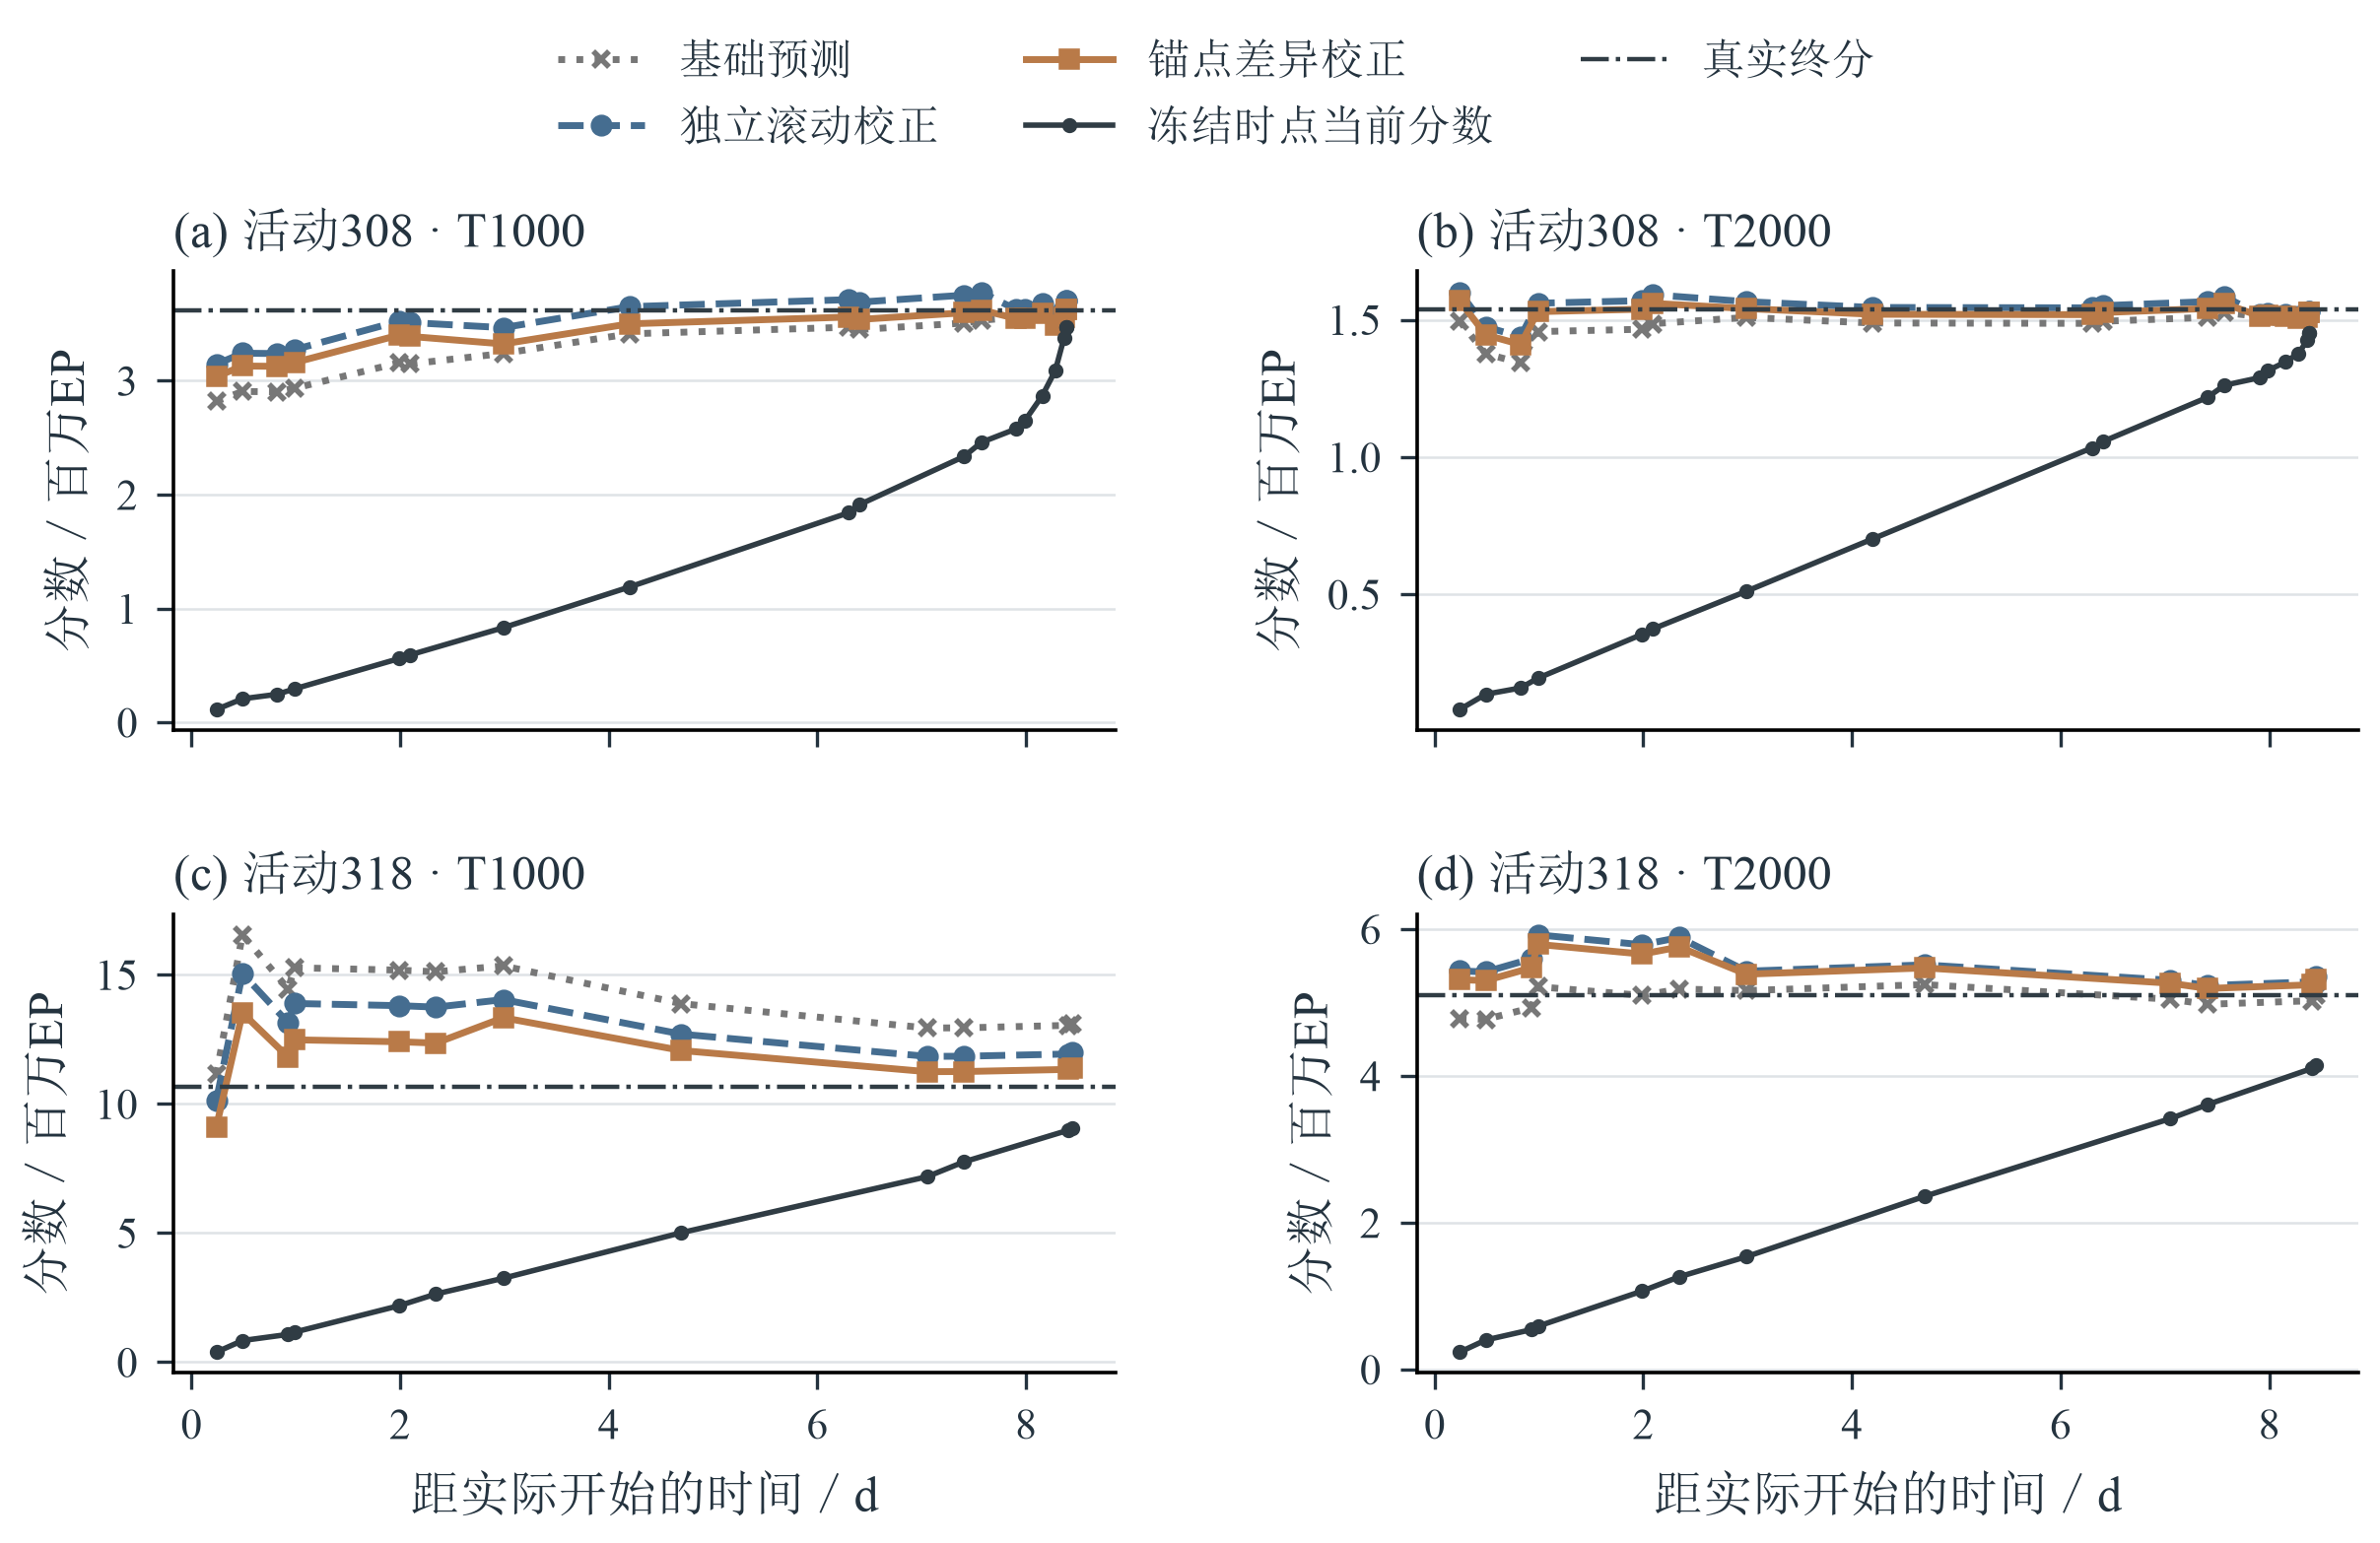 基础预测
锚点差异校正
真实终分
独立滚动校正
冻结时点当前分数
(a) 活动308 · T1000
分数 / 百万EP
3
2
1
0
(b) 活动308 · T2000
分数 / 百万EP
1.5
1.0
0.5
(c) 活动318 · T1000
分数 / 百万EP
15
10
5
0
0 2 4 6 8
距实际开始的时间 / d
(d) 活动318 · T2000
分数 / 百万EP
6
4
2
0
0 2 4 6 8
距实际开始的时间 / d